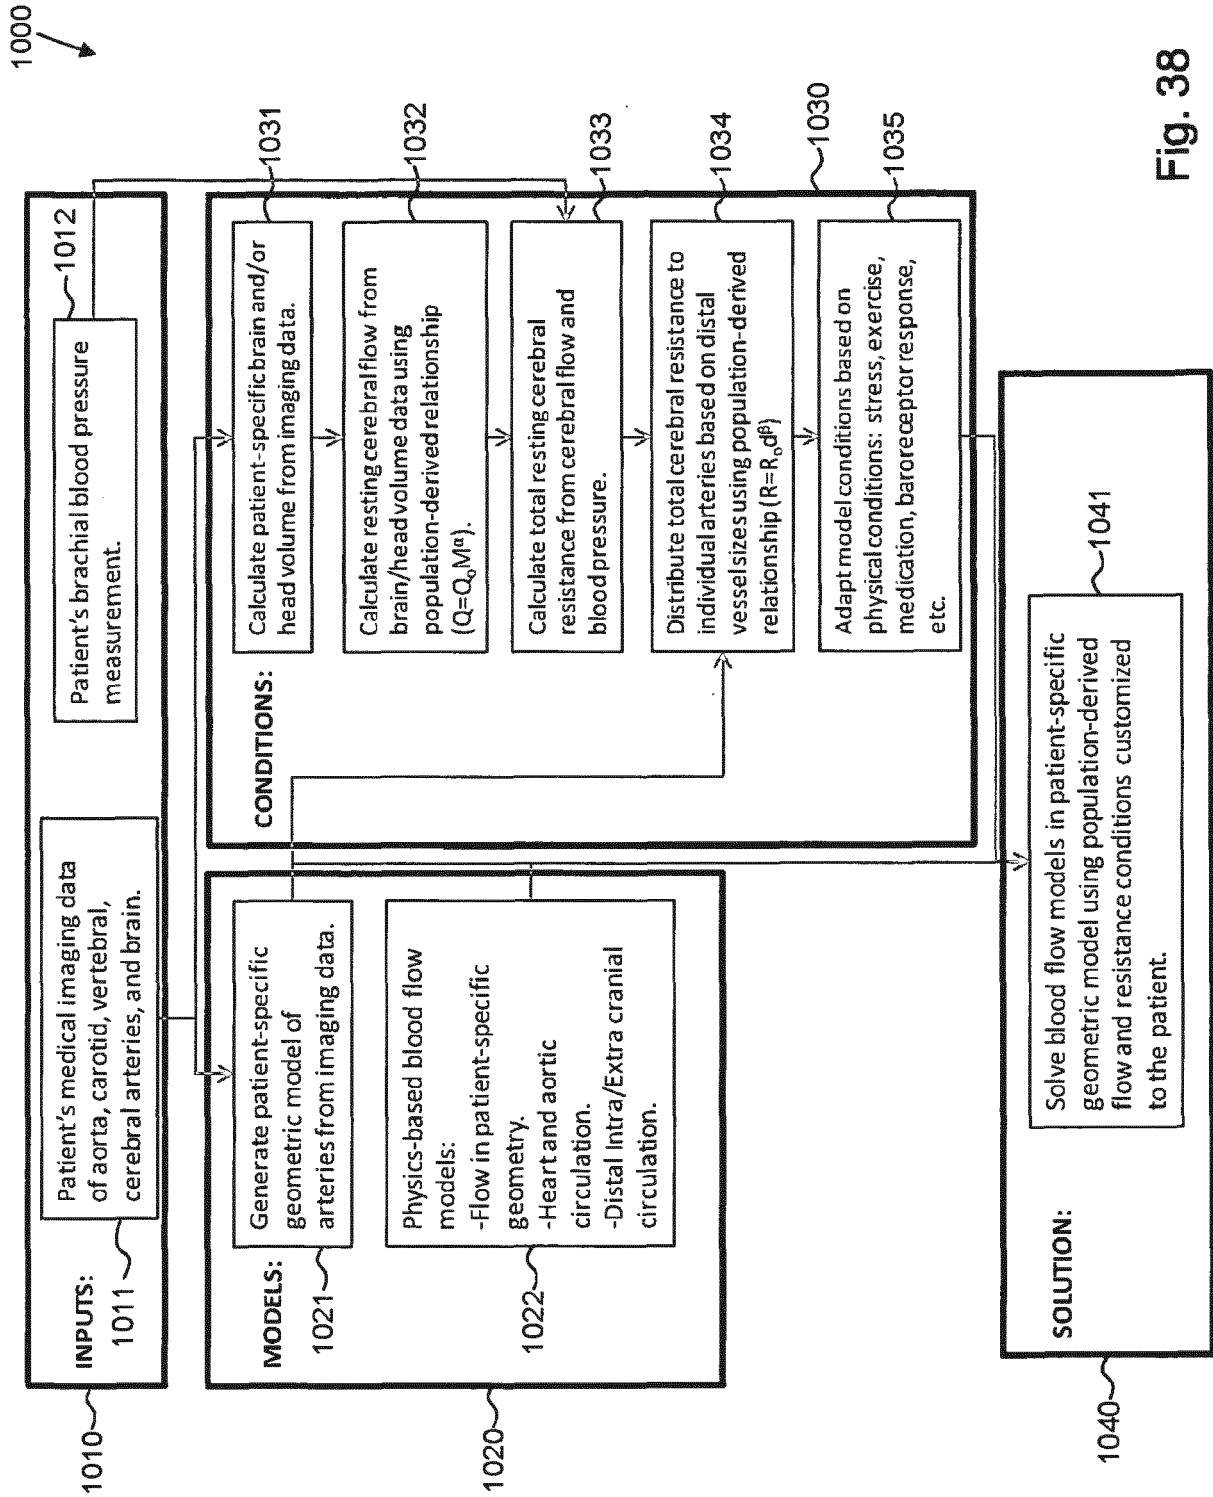 1000
1010
INPUTS:
1011
Patient's medical imaging data
of aorta, carotid, vertebral,
cerebral arteries, and brain.
1012
Patient's brachial blood pressure
measurement.
1020
MODELS:
1021
Generate patient-specific
geometric model of
arteries from imaging data.
1022
Physics-based blood flow
models:
-Flow in patient-specific
geometry.
-Heart and aortic
circulation.
-Distal Intra/Extra cranial
circulation.
CONDITIONS:
1031
Calculate patient-specific brain and/or
head volume from imaging data.
1032
Calculate resting cerebral flow from
brain/head volume data using
population-derived relationship
(Q=QₒMᵅ).
1033
Calculate total resting cerebral
resistance from cerebral flow and
blood pressure.
1034
Distribute total cerebral resistance to
individual arteries based on distal
vessel sizes using population-derived
relationship (R=Rₒdᵝ)
1030
1035
Adapt model conditions based on
physical conditions: stress, exercise,
medication, baroreceptor response,
etc.
1040
SOLUTION:
1041
Solve blood flow models in patient-specific
geometric model using population-derived
flow and resistance conditions customized
to the patient.
Fig. 38